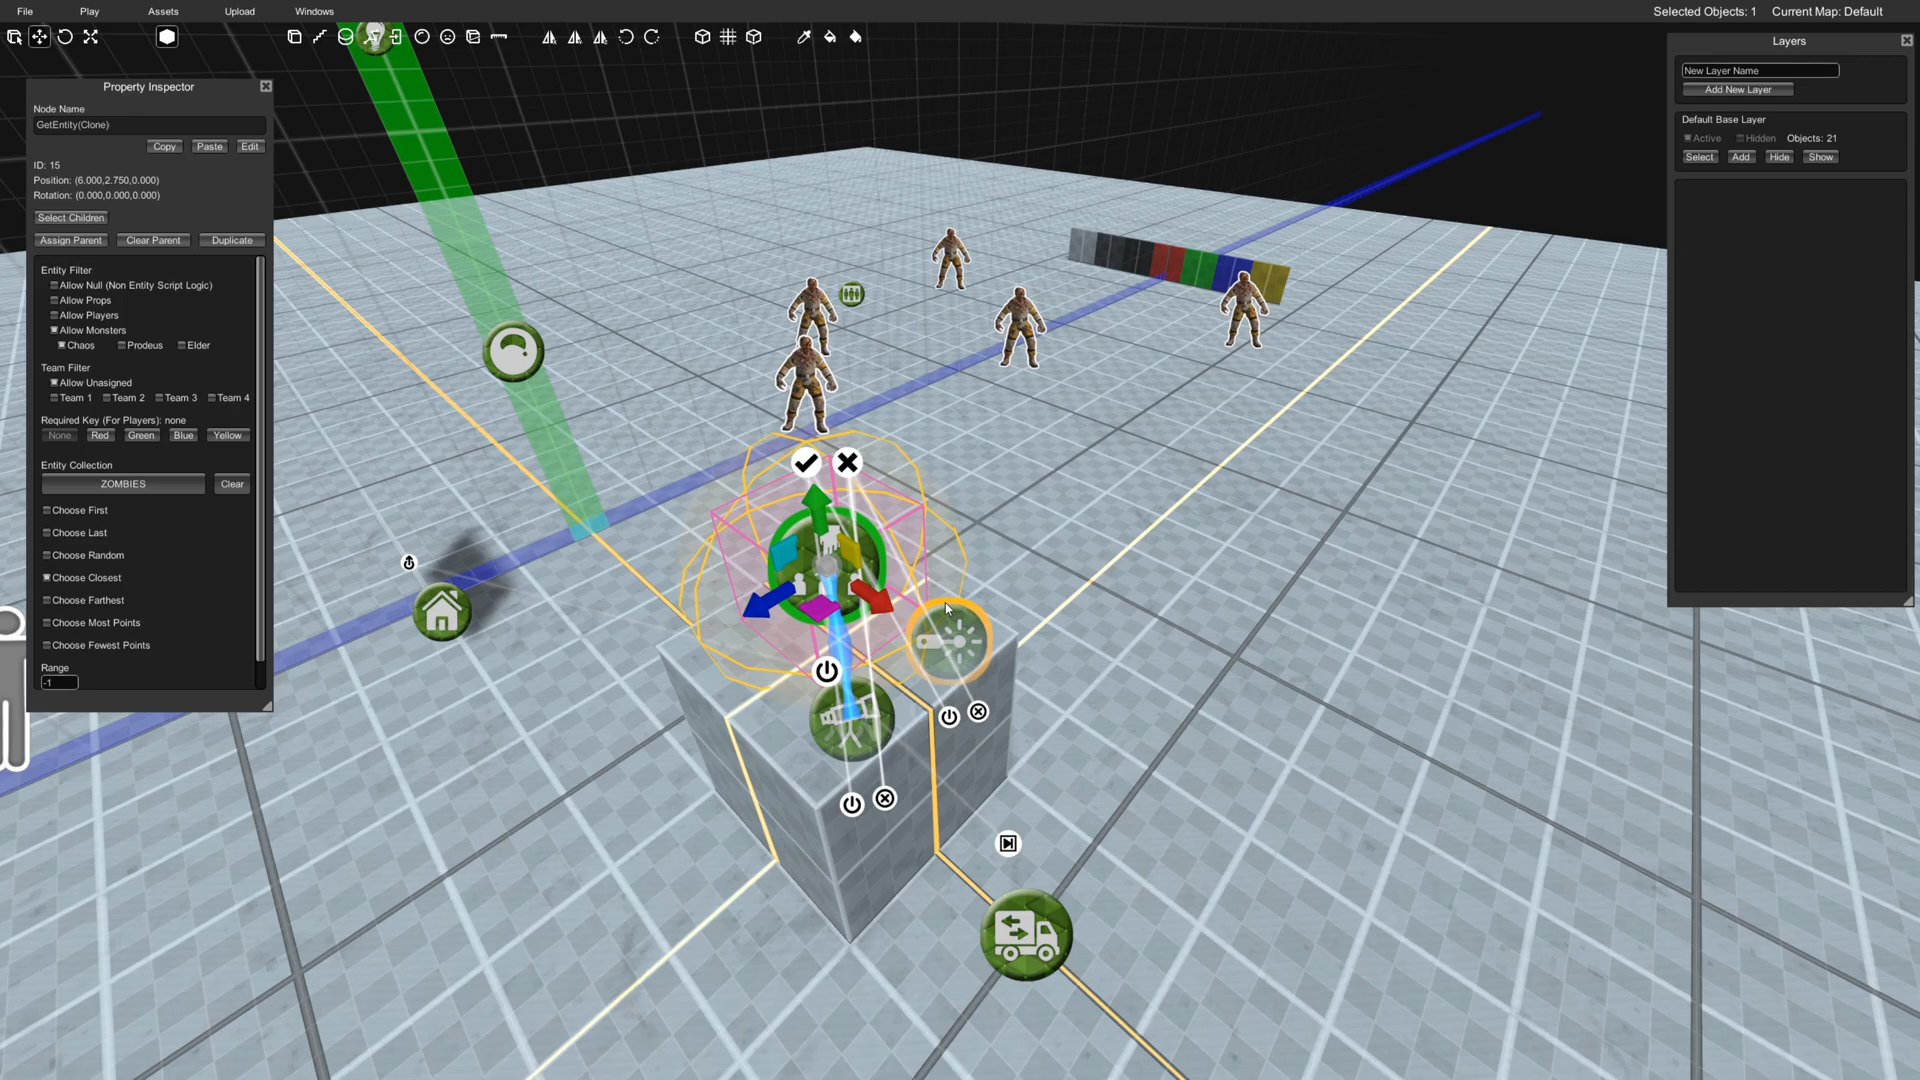 File Play Assets Upload Windows Selected Objects: 1 Current Map: Default
Property Inspector
Node Name
GetEntity(Clone)
Copy Paste Edit
ID: 15
Position: (6.000,2.750,0.000)
Rotation: (0.000,0.000,0.000)
Select Children
Assign Parent Clear Parent Duplicate
Entity Filter
Allow Null (Non Entity Script Logic)
Allow Props
Allow Players
Allow Monsters
Chaos Prodeus Elder
Team Filter
Allow Unasigned
Team 1 Team 2 Team 3 Team 4
Required Key (For Players): none
None Red Green Blue Yellow
Entity Collection
ZOMBIES Clear
Choose First
Choose Last
Choose Random
Choose Closest
Choose Farthest
Choose Most Points
Choose Fewest Points
Range
-1
Layers
New Layer Name
Add New Layer
Default Base Layer
Active Hidden Objects: 21
Select Add Hide Show